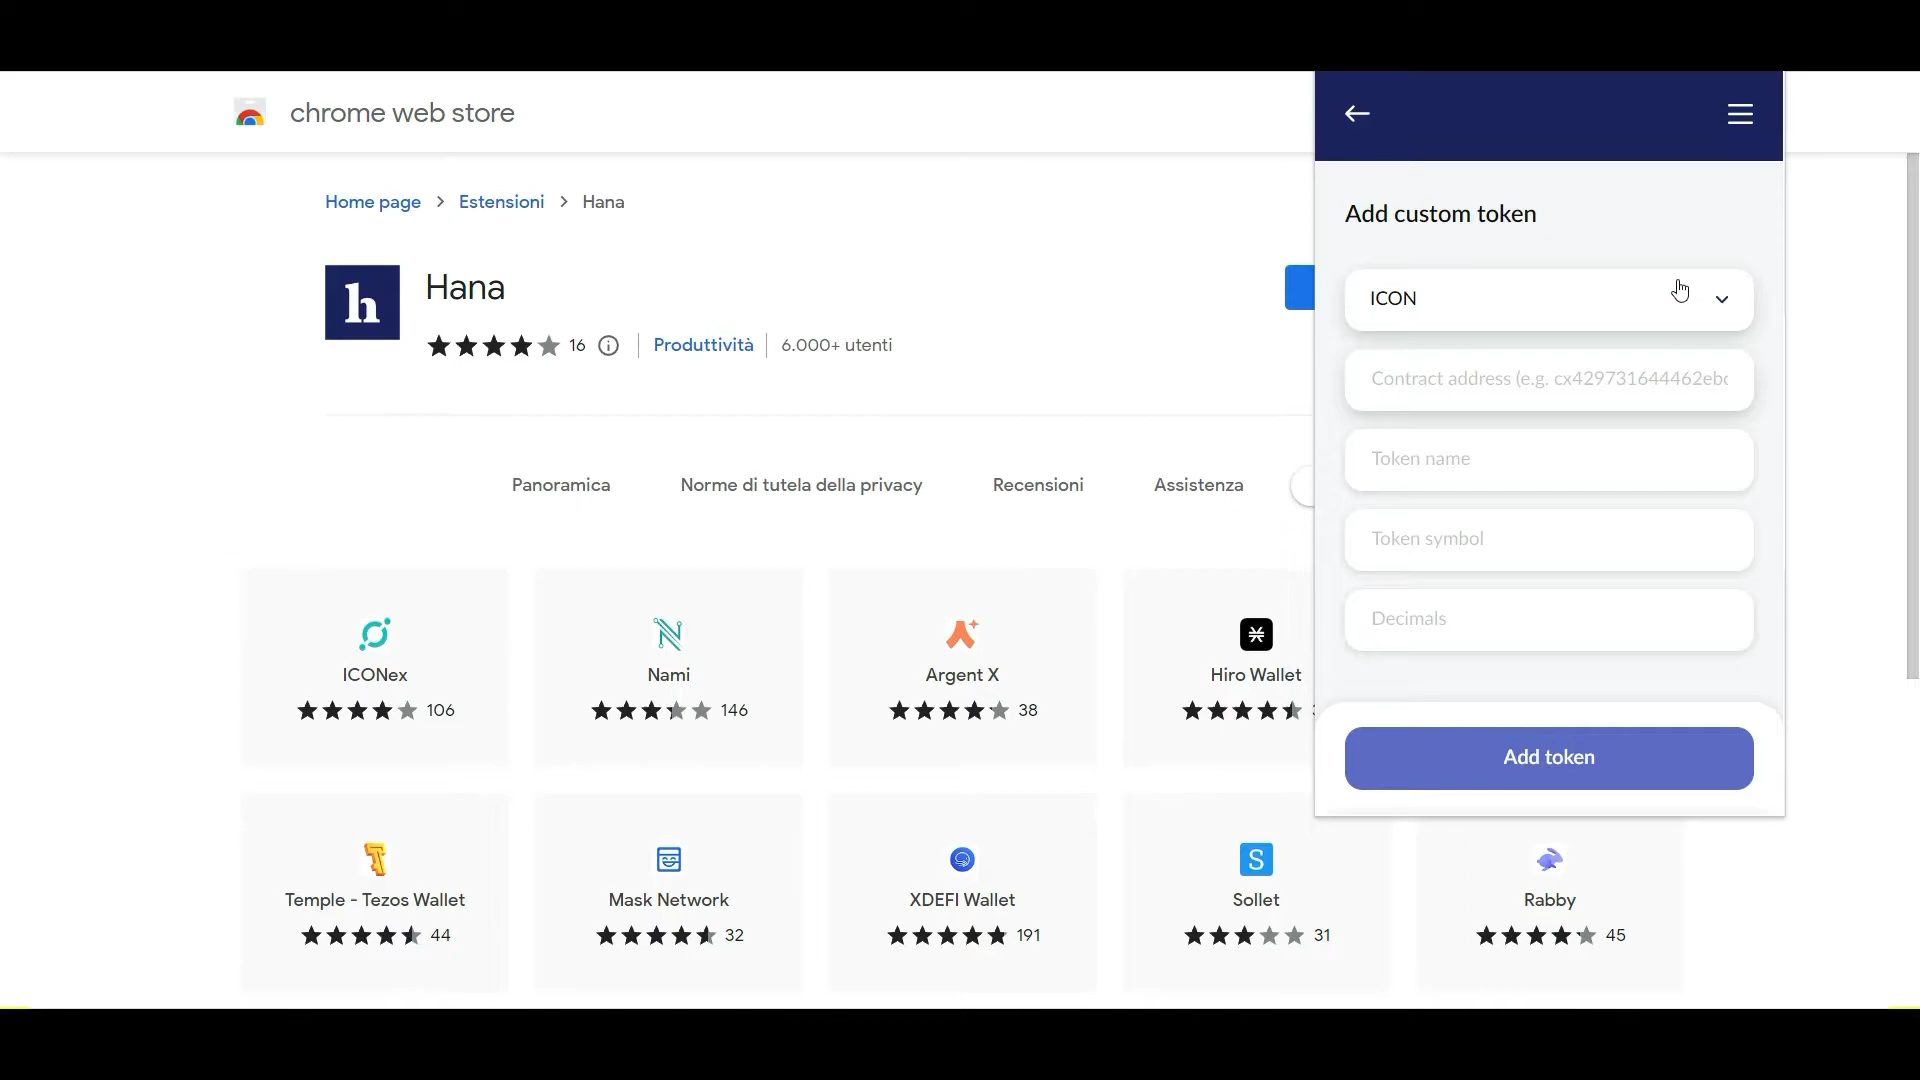 chrome web store
Home page > Estensioni > Hana
h
Hana
16 | Produttività | 6.000+ utenti
Panoramica Norme di tutela della privacy Recensioni Assistenza
ICONex Nami Argent X Hiro Wallet
106 146 38
Temple - Tezos Wallet Mask Network XDEFI Wallet Sollet Rabby
44 32 191 31 45
Add custom token
ICON
Contract address (e.g. cx429731644462ebc
Token name
Token symbol
Decimals
Add token